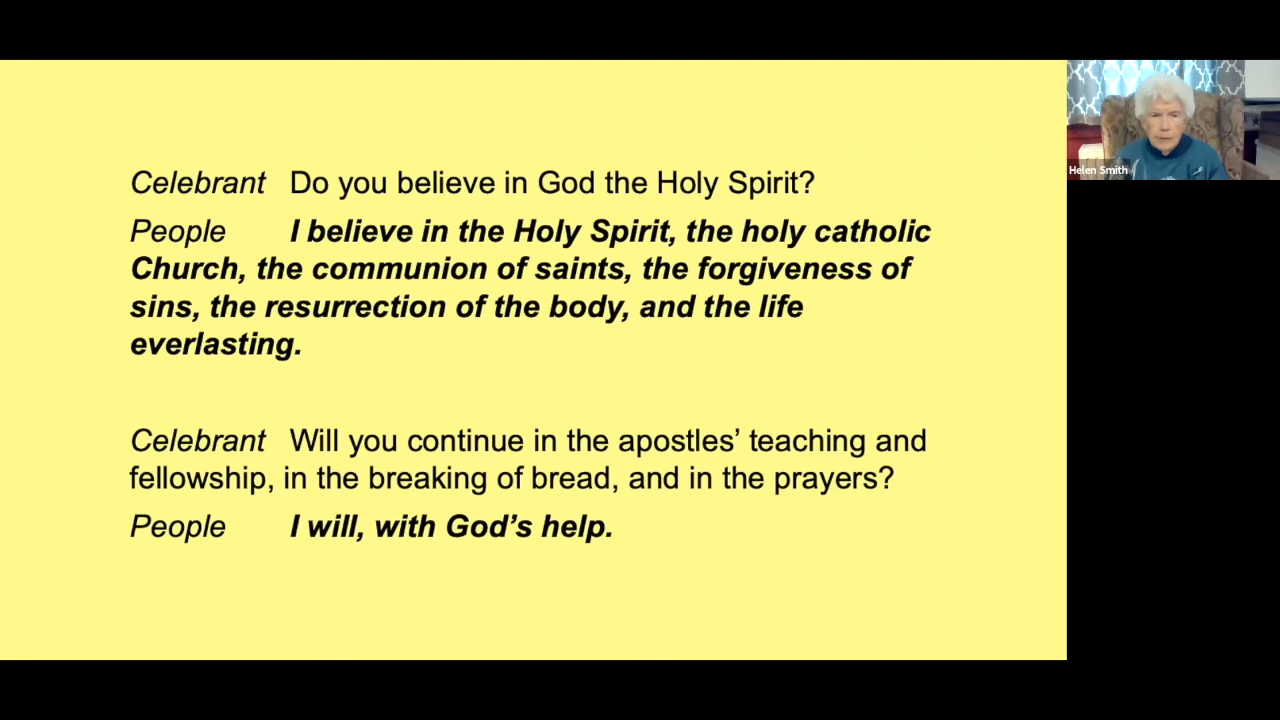 Celebrant Do you believe in God the Holy Spirit?
People I believe in the Holy Spirit, the holy catholic
Church, the communion of saints, the forgiveness of
sins, the resurrection of the body, and the life
everlasting.
Celebrant Will you continue in the apostles’ teaching and
fellowship, in the breaking of bread, and in the prayers?
People I will, with God’s help.
Helen Smith